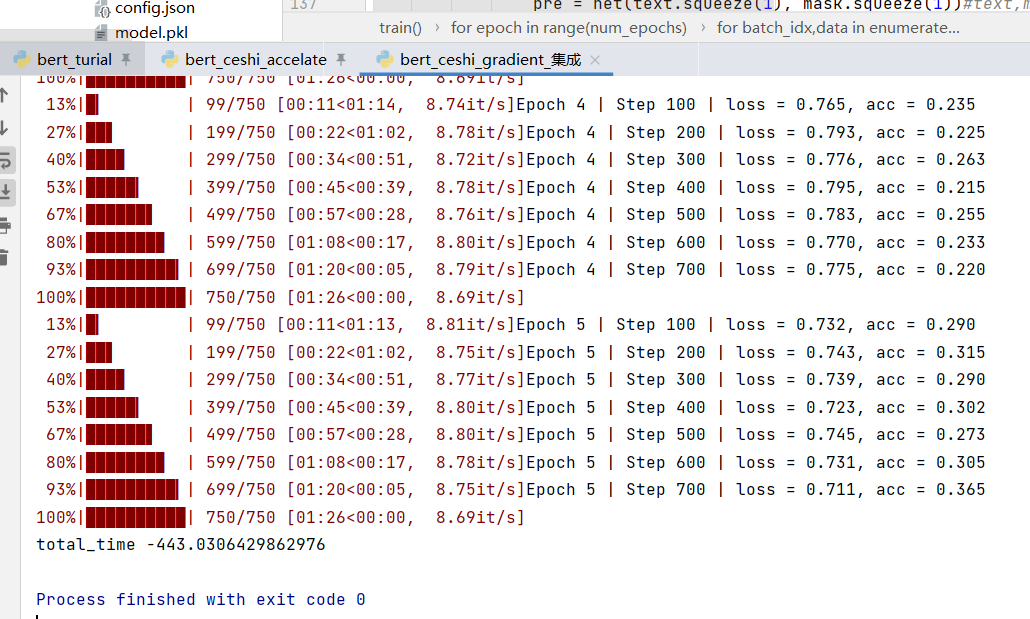 config.json
model.pkl
137
pre = net(text.squeeze(1), mask.squeeze(1))#text,m
train() › for epoch in range(num_epochs) › for batch_idx,data in enumerate...
bert_turial
bert_ceshi_accelate
bert_ceshi_gradient_集成
100%| | 750/750 [01:26<00:00, 8.69it/s]
13%| | 99/750 [00:11<01:14, 8.74it/s]Epoch 4 | Step 100 | loss = 0.765, acc = 0.235
27%| | 199/750 [00:22<01:02, 8.78it/s]Epoch 4 | Step 200 | loss = 0.793, acc = 0.225
40%| | 299/750 [00:34<00:51, 8.72it/s]Epoch 4 | Step 300 | loss = 0.776, acc = 0.263
53%| | 399/750 [00:45<00:39, 8.78it/s]Epoch 4 | Step 400 | loss = 0.795, acc = 0.215
67%| | 499/750 [00:57<00:28, 8.76it/s]Epoch 4 | Step 500 | loss = 0.783, acc = 0.255
80%| | 599/750 [01:08<00:17, 8.80it/s]Epoch 4 | Step 600 | loss = 0.770, acc = 0.233
93%| | 699/750 [01:20<00:05, 8.79it/s]Epoch 4 | Step 700 | loss = 0.775, acc = 0.220
100%| | 750/750 [01:26<00:00, 8.69it/s]
13%| | 99/750 [00:11<01:13, 8.81it/s]Epoch 5 | Step 100 | loss = 0.732, acc = 0.290
27%| | 199/750 [00:22<01:02, 8.75it/s]Epoch 5 | Step 200 | loss = 0.743, acc = 0.315
40%| | 299/750 [00:34<00:51, 8.77it/s]Epoch 5 | Step 300 | loss = 0.739, acc = 0.290
53%| | 399/750 [00:45<00:39, 8.80it/s]Epoch 5 | Step 400 | loss = 0.723, acc = 0.302
67%| | 499/750 [00:57<00:28, 8.80it/s]Epoch 5 | Step 500 | loss = 0.745, acc = 0.273
80%| | 599/750 [01:08<00:17, 8.78it/s]Epoch 5 | Step 600 | loss = 0.731, acc = 0.305
93%| | 699/750 [01:20<00:05, 8.75it/s]Epoch 5 | Step 700 | loss = 0.711, acc = 0.365
100%| | 750/750 [01:26<00:00, 8.69it/s]
total_time -443.0306429862976
Process finished with exit code 0